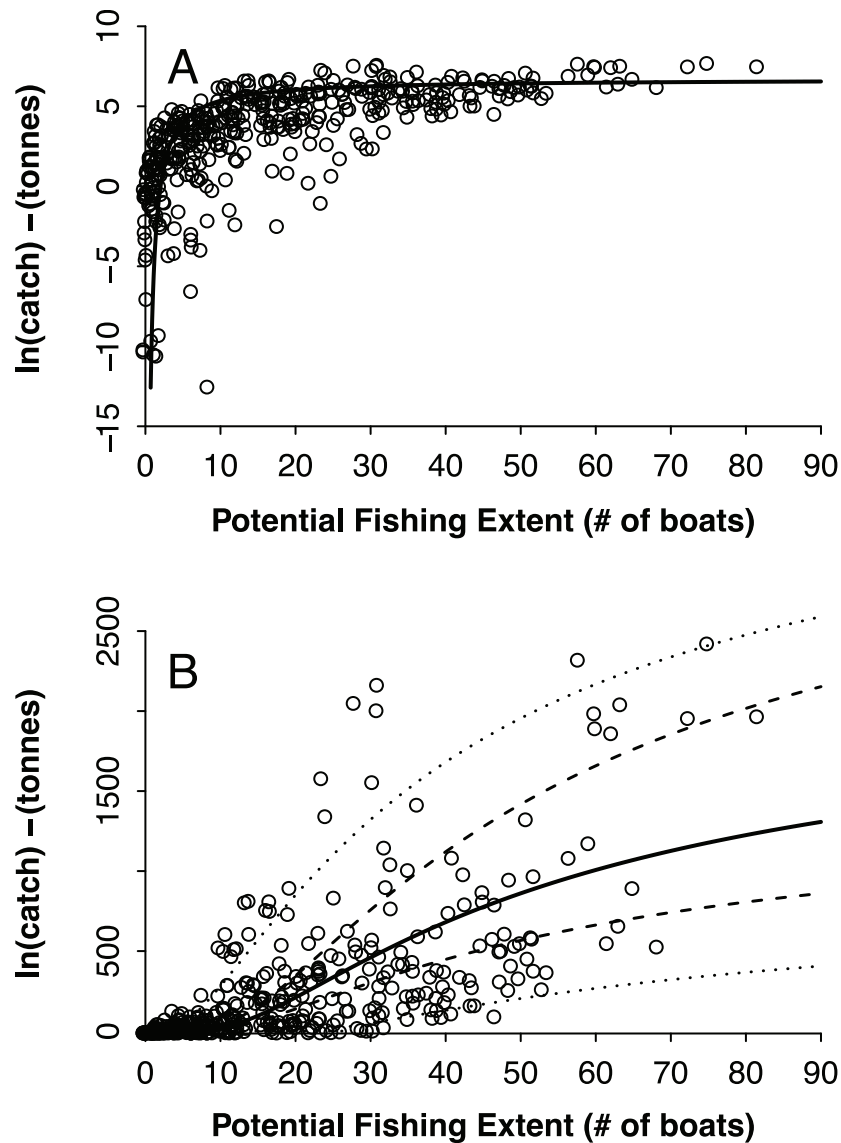 A
10
5
0
−5
−10
−15
ln(catch) −(tonnes)
0 10 20 30 40 50 60 70 80 90
Potential Fishing Extent (# of boats)
B
2500
1500
500
0
ln(catch) −(tonnes)
0 10 20 30 40 50 60 70 80 90
Potential Fishing Extent (# of boats)